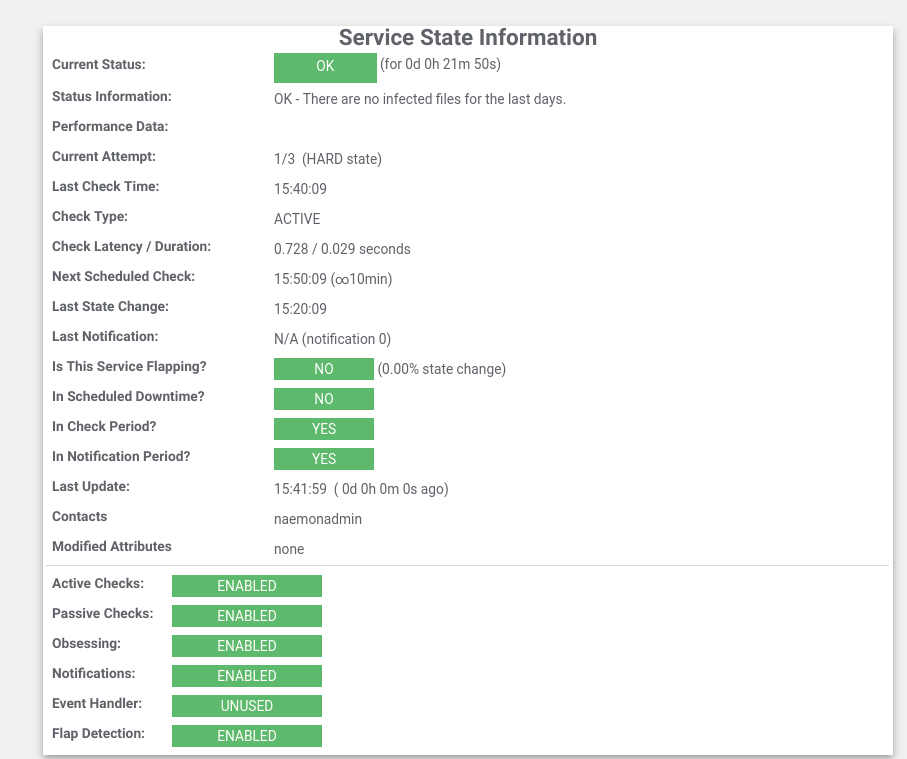 Service State Information
Current Status: OK (for 0d 0h 21m 50s)
Status Information: OK - There are no infected files for the last days.
Performance Data:
Current Attempt: 1/3 (HARD state)
Last Check Time: 15:40:09
Check Type: ACTIVE
Check Latency / Duration: 0.728 / 0.029 seconds
Next Scheduled Check: 15:50:09 (∞10min)
Last State Change: 15:20:09
Last Notification: N/A (notification 0)
Is This Service Flapping? NO (0.00% state change)
In Scheduled Downtime? NO
In Check Period? YES
In Notification Period? YES
Last Update: 15:41:59 ( 0d 0h 0m 0s ago)
Contacts naemonadmin
Modified Attributes none
Active Checks: ENABLED
Passive Checks: ENABLED
Obsessing: ENABLED
Notifications: ENABLED
Event Handler: UNUSED
Flap Detection: ENABLED